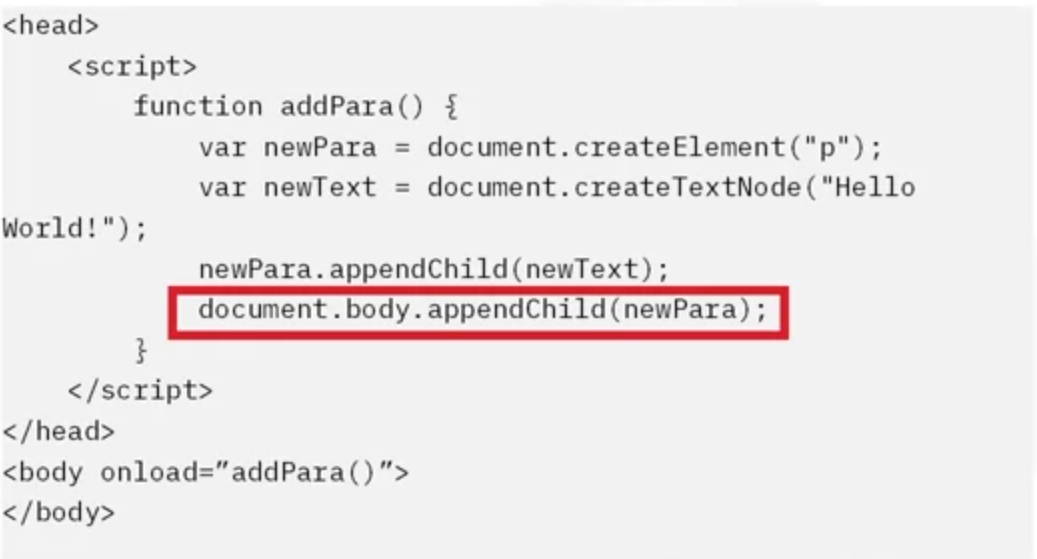 <head>
    <script>
        function addPara() {
            var newPara = document.createElement("p");
            var newText = document.createTextNode("Hello
World!");
            newPara.appendChild(newText);
            document.body.appendChild(newPara);
        }
    </script>
</head>
<body onload=”addPara()”>
</body>